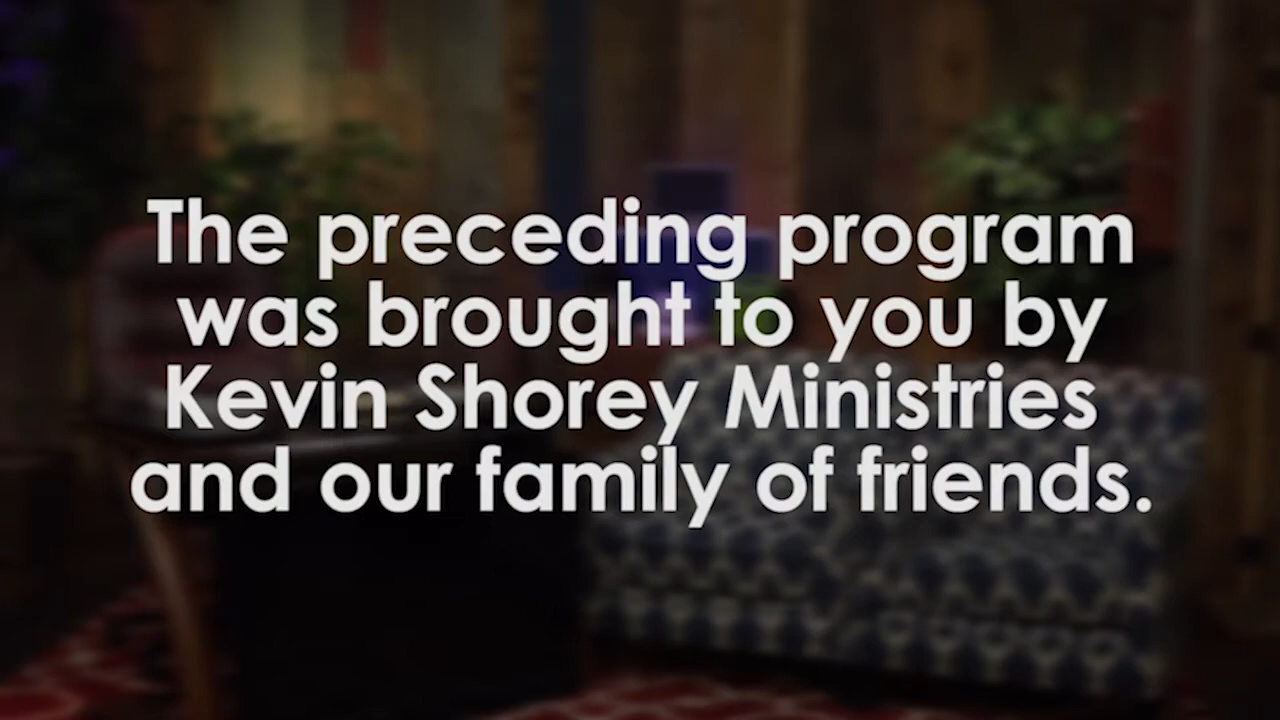 The preceding program
was brought to you by
Kevin Shorey Ministries
and our family of friends.